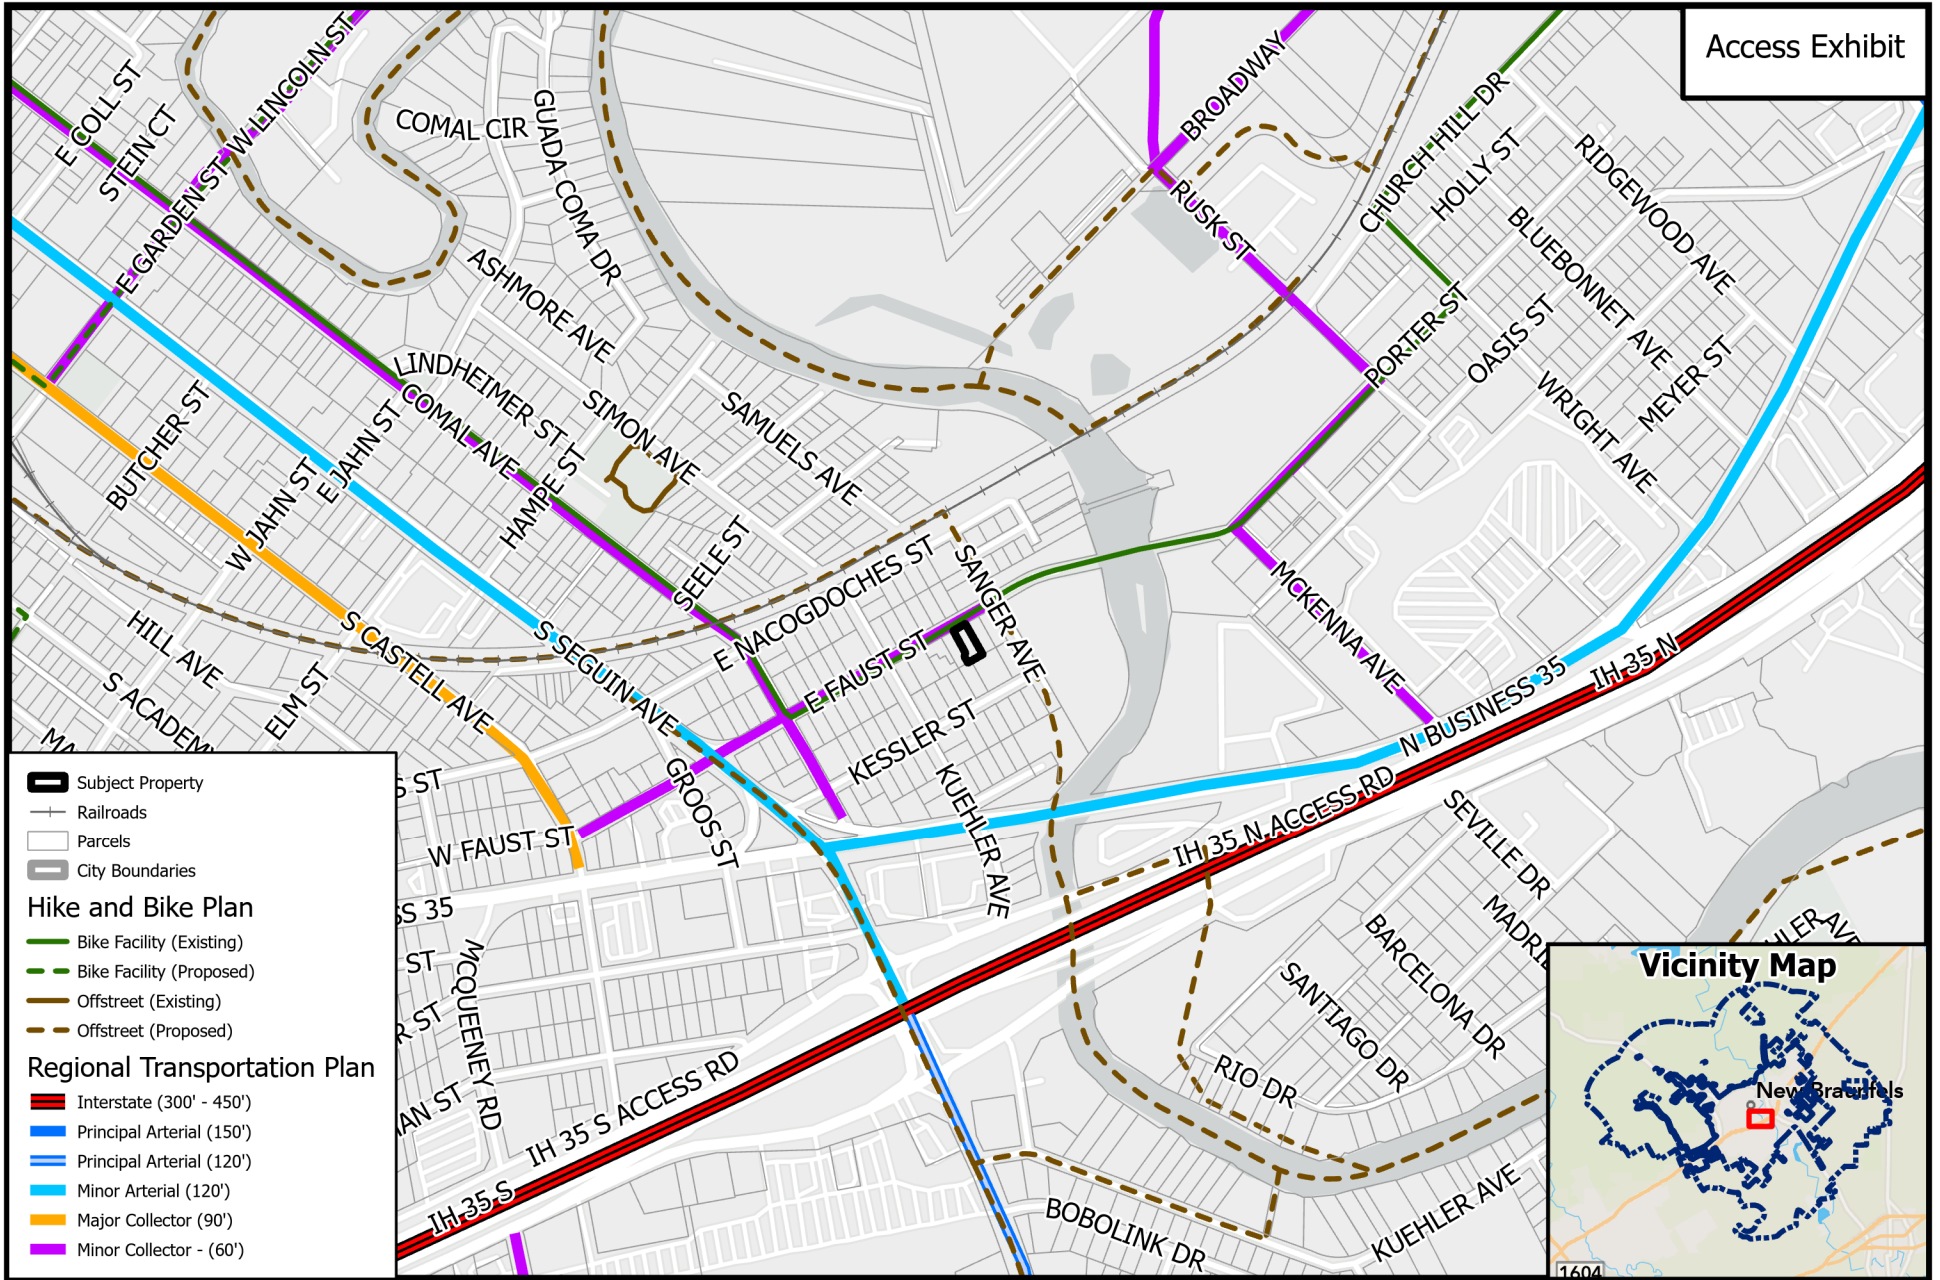 Access Exhibit
E COLL ST
STEIN CT
W LINCOLN ST
E GARDEN ST
COMAL CIR
GUADA COMA DR
ASHMORE AVE
BROADWAY
RUSK ST
CHURCH HILL DR
HOLLY ST
RIDGEWOOD AVE
BLUEBONNET AVE
OASIS ST
PORTER ST
MEYER ST
WRIGHT AVE
LINDHEIMER ST
COMAL AVE
SIMON AVE
SAMUELS AVE
BUTCHER ST
E JAHN ST
W JAHN ST
HAMPE ST
SEELE ST
E NACOGDOCHES ST
SANGER AVE
E FAUST ST
MCKENNA AVE
HILL AVE
S CASTELL AVE
S SEGUIN AVE
S ACADEMY
ELM ST
MA
KESSLER ST
KUEHLER AVE
GROOS ST
S ST
W FAUST ST
N BUSINESS 35
IH 35 N
IH 35 N ACCESS RD
SS 35
ST
R ST
MCQUEENEY RD
MAN ST
IH 35 S ACCESS RD
IH 35 S
SEVILLE DR
MADRI
BARCELONA DR
SANTIAGO DR
RIO DR
HLER AVE
BOBOLINK DR
KUEHLER AVE
Subject Property
Railroads
Parcels
City Boundaries
Hike and Bike Plan
Bike Facility (Existing)
Bike Facility (Proposed)
Offstreet (Existing)
Offstreet (Proposed)
Regional Transportation Plan
Interstate (300' - 450')
Principal Arterial (150')
Principal Arterial (120')
Minor Arterial (120')
Major Collector (90')
Minor Collector - (60')
Vicinity Map
New Braunfels
1604